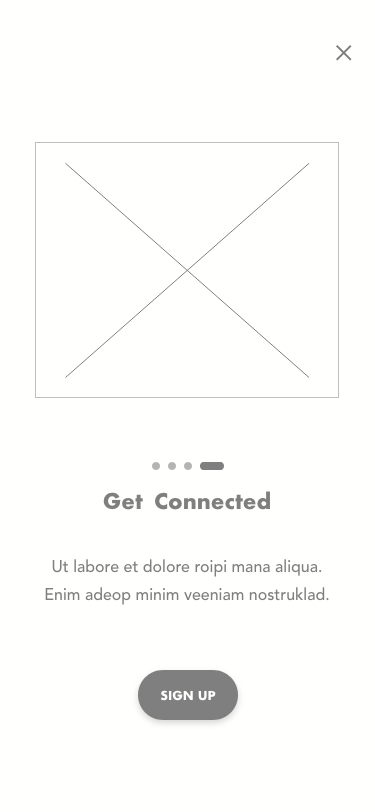 Get Connected
Ut labore et dolore roipi mana aliqua.
Enim adeop minim veeniam nostruklad.
SIGN UP